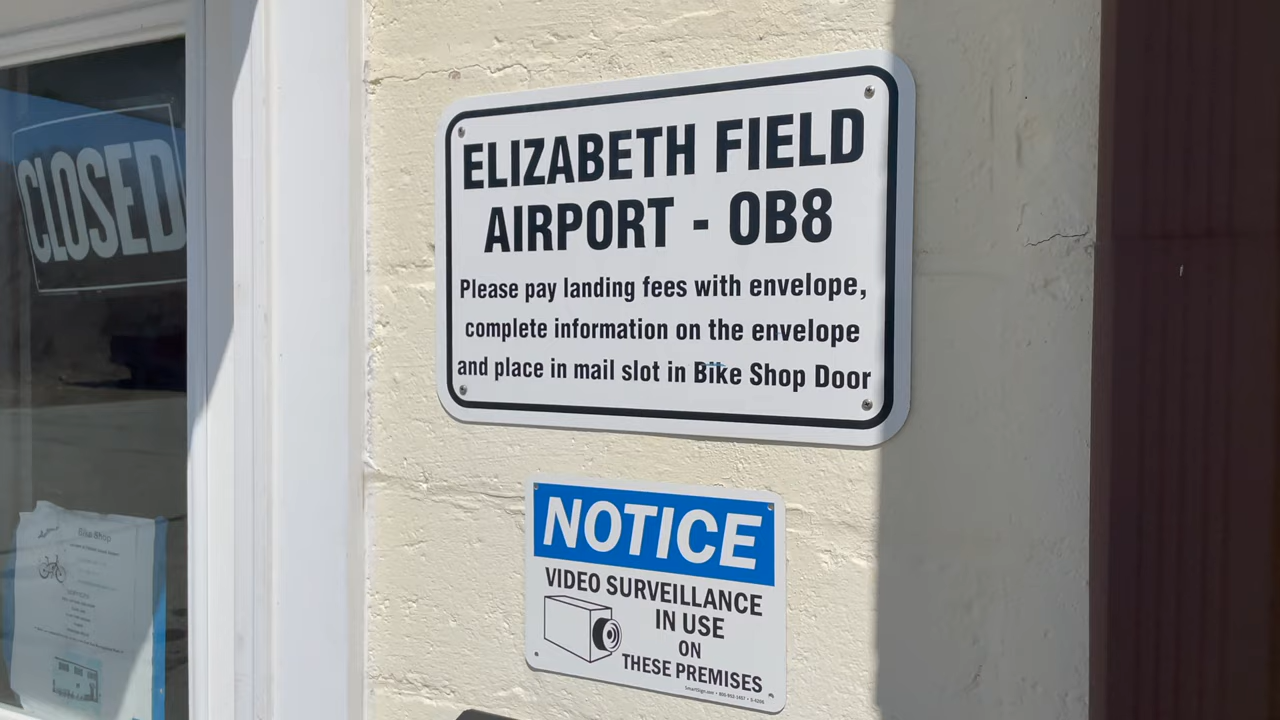 CLOSED
ELIZABETH FIELD
AIRPORT - 0B8
Please pay landing fees with envelope,
complete information on the envelope
and place in mail slot in Bike Shop Door
NOTICE
VIDEO SURVEILLANCE
IN USE
ON
THESE PREMISES
Bike Shop